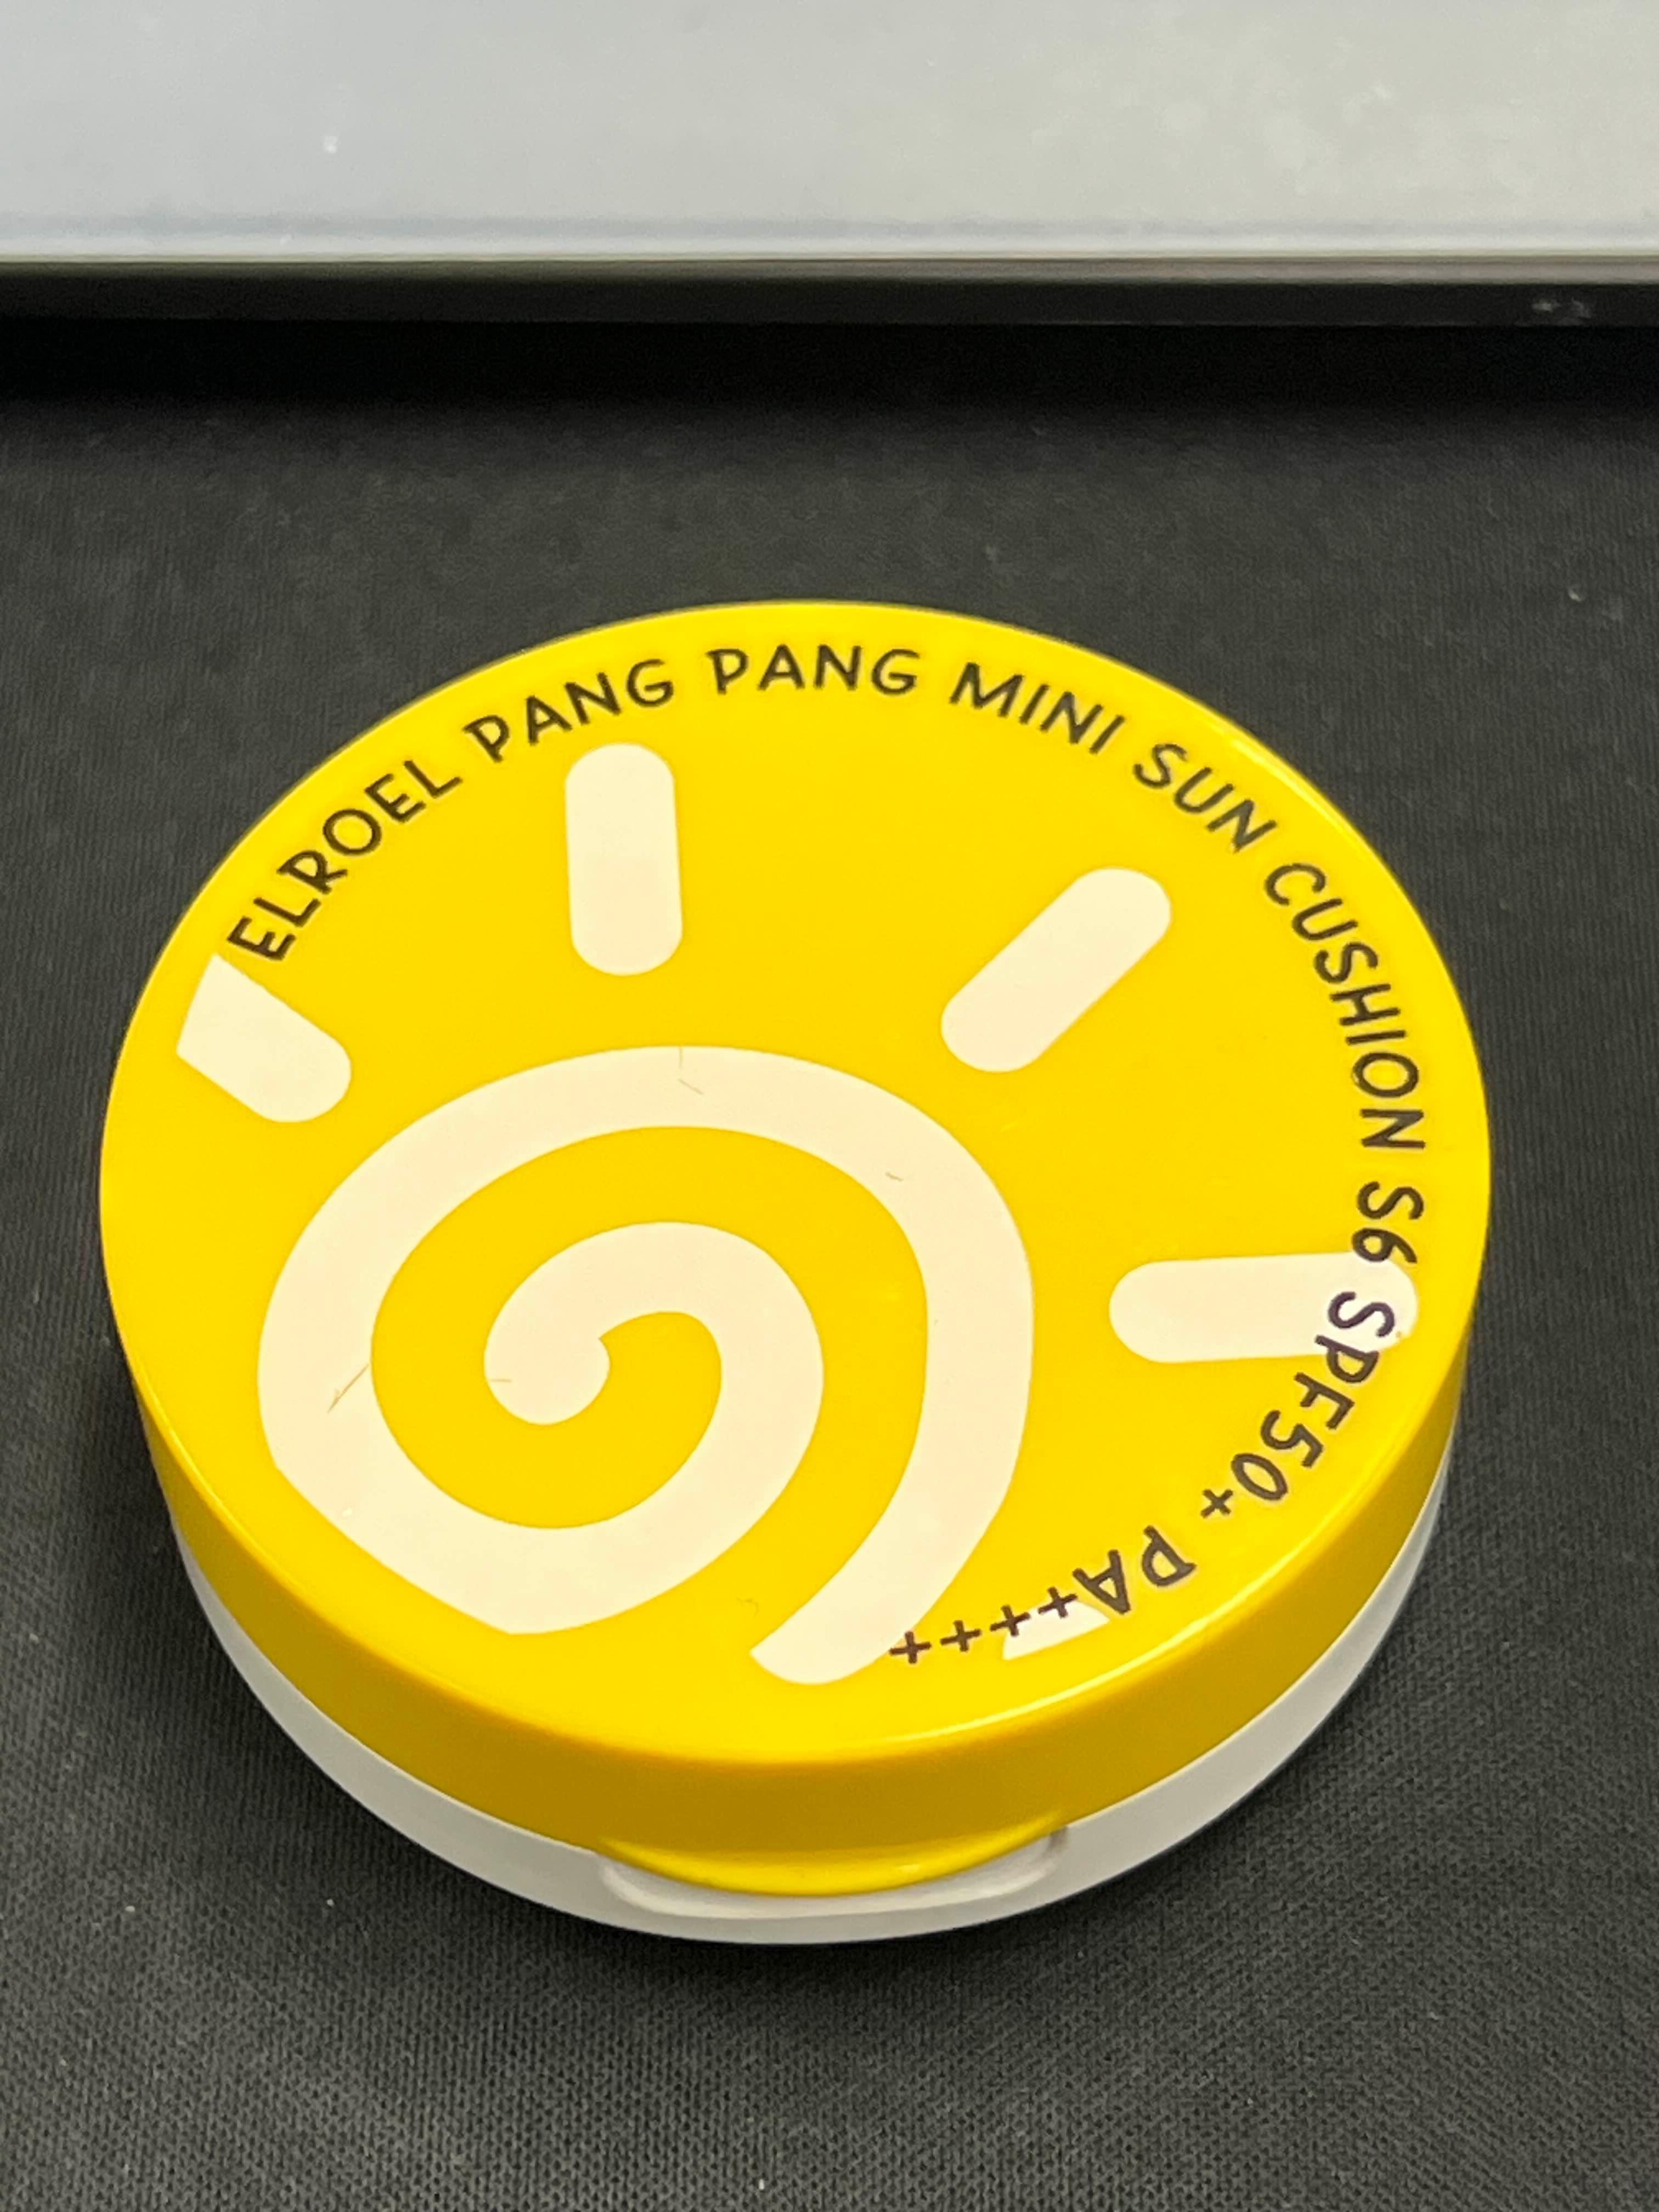 ELROEL PANG PANG MINI SUN CUSHION S6 SPF50+ PA++++